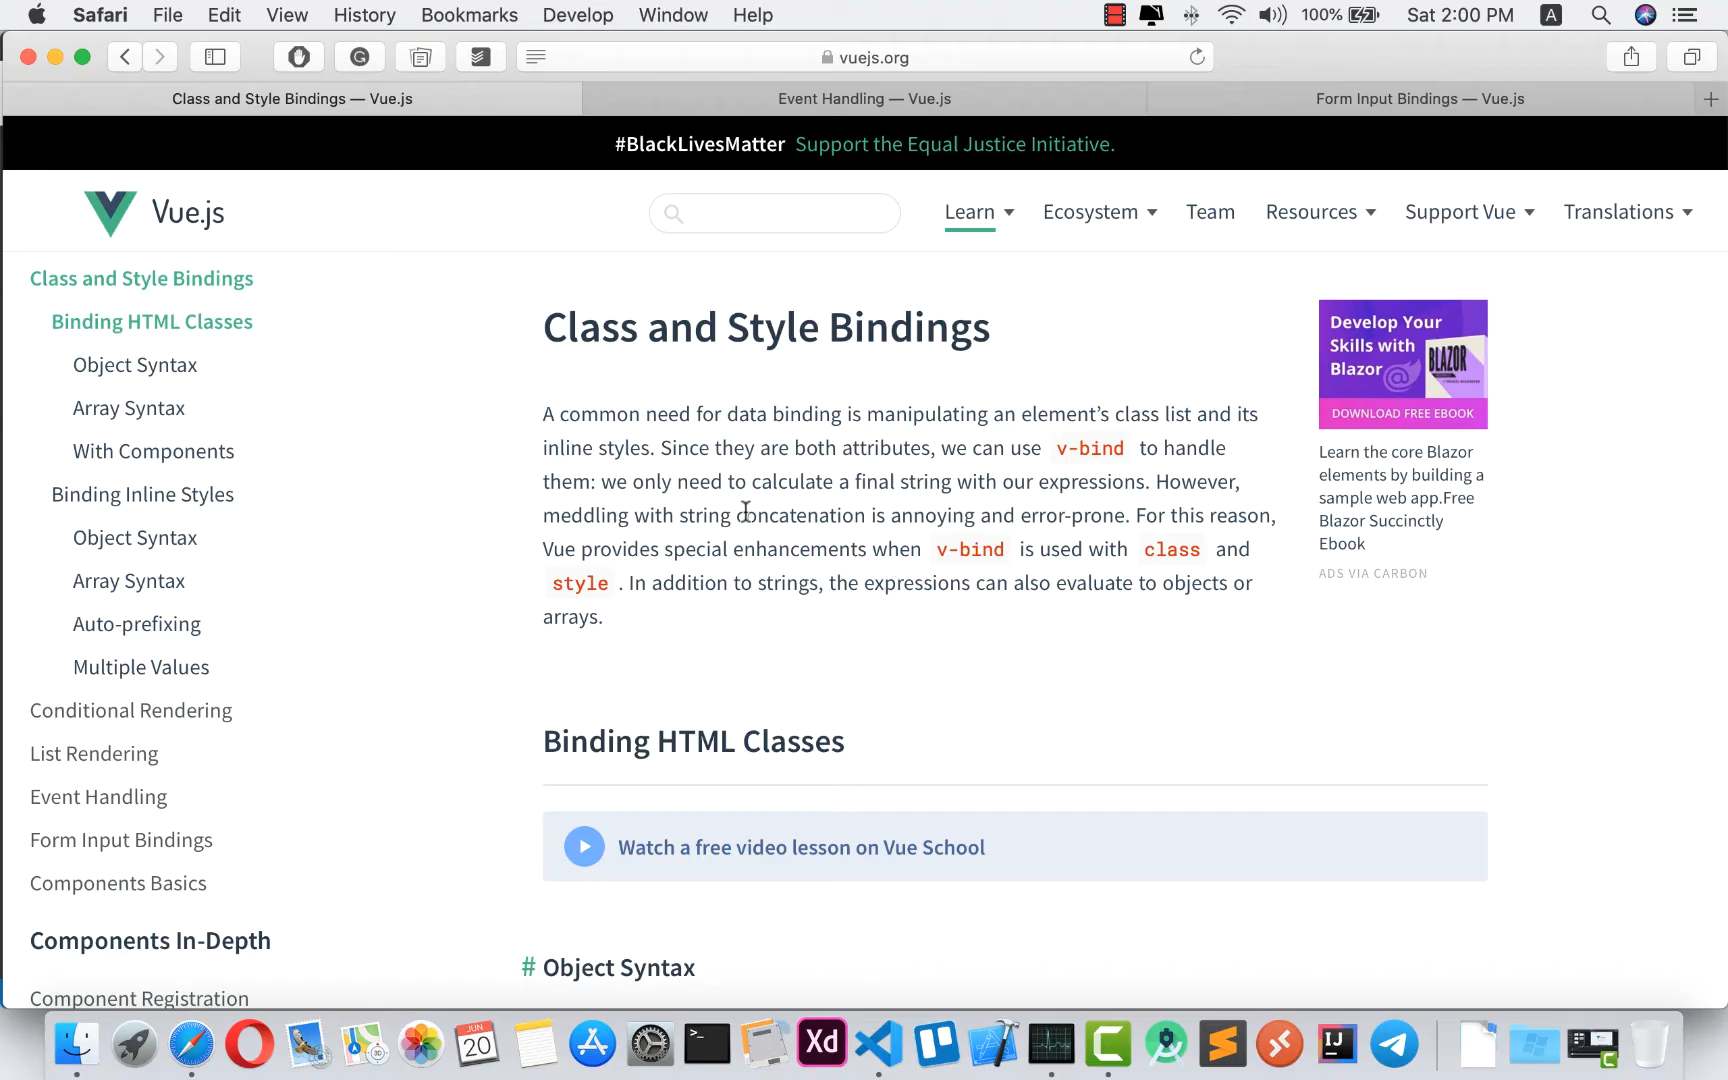 Safari File Edit View History Bookmarks Develop Window Help 100% Sat 2:00 PM A
vuejs.org
Class and Style Bindings — Vue.js Event Handling — Vue.js Form Input Bindings — Vue.js
#BlackLivesMatter Support the Equal Justice Initiative.
Vue.js Learn Ecosystem Team Resources Support Vue Translations
Class and Style Bindings
Binding HTML Classes
Object Syntax
Array Syntax
With Components
Binding Inline Styles
Object Syntax
Array Syntax
Auto-prefixing
Multiple Values
Conditional Rendering
List Rendering
Event Handling
Form Input Bindings
Components Basics
Components In-Depth
Component Registration
Class and Style Bindings
A common need for data binding is manipulating an element’s class list and its
inline styles. Since they are both attributes, we can use v-bind to handle
them: we only need to calculate a final string with our expressions. However,
meddling with string concatenation is annoying and error-prone. For this reason,
Vue provides special enhancements when v-bind is used with class and
style . In addition to strings, the expressions can also evaluate to objects or
arrays.
Binding HTML Classes
Watch a free video lesson on Vue School
# Object Syntax
Develop Your
Skills with
Blazor
BLAZOR
DOWNLOAD FREE EBOOK
Learn the core Blazor
elements by building a
sample web app.Free
Blazor Succinctly
Ebook
ADS VIA CARBON
JUN
20
3D
Xd
IJ